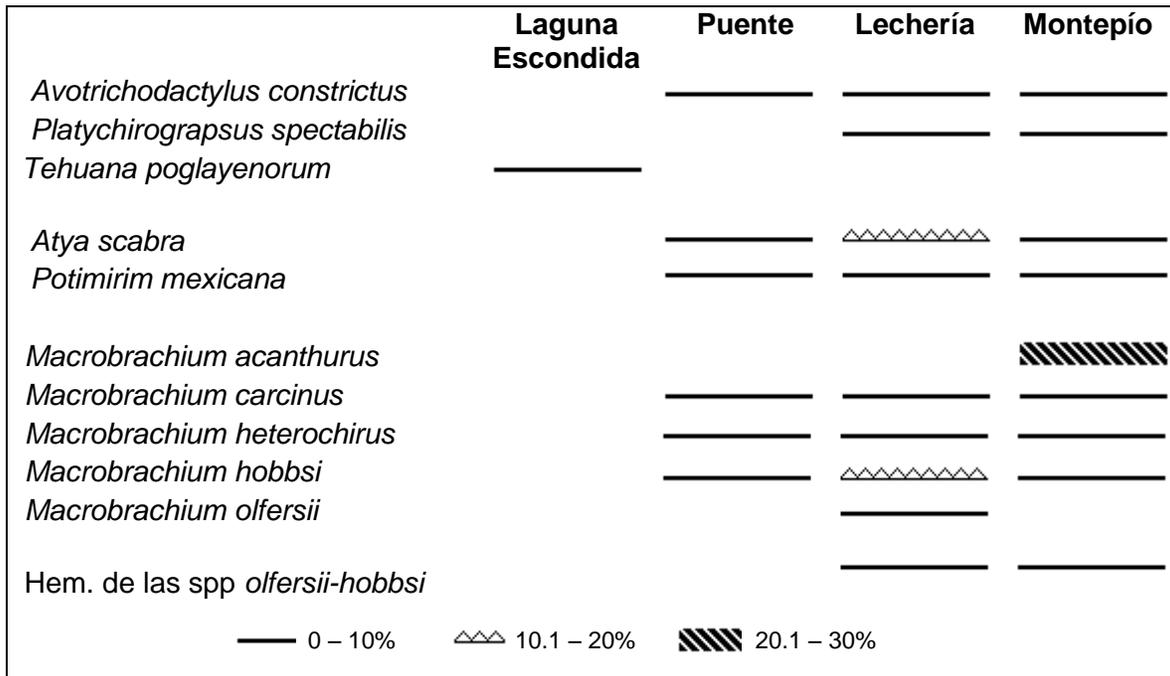 Laguna Puente Lechería Montepío
Escondida
Avotrichodactylus constrictus
Platychirograpsus spectabilis
Tehuana poglayenorum
Atya scabra
Potimirim mexicana
Macrobrachium acanthurus
Macrobrachium carcinus
Macrobrachium heterochirus
Macrobrachium hobbsi
Macrobrachium olfersii
Hem. de las spp olfersii-hobbsi
0 – 10% 10.1 – 20% 20.1 – 30%